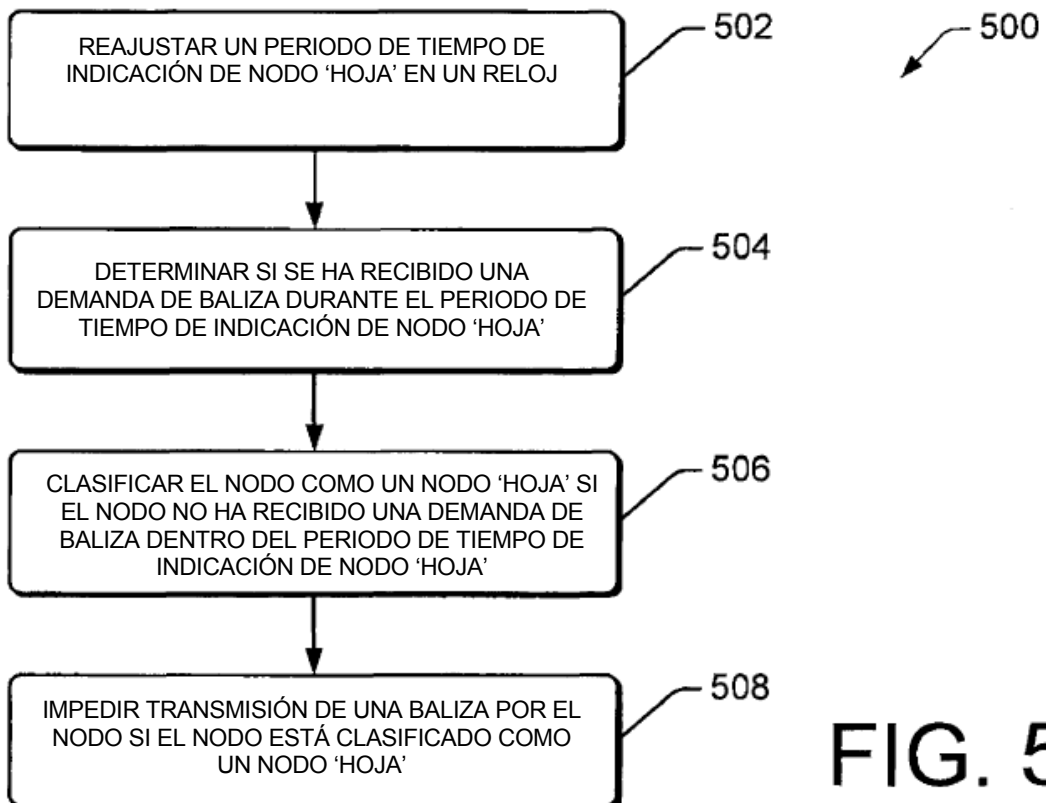 REAJUSTAR UN PERIODO DE TIEMPO DE
INDICACIÓN DE NODO ‘HOJA’ EN UN RELOJ
502
500
DETERMINAR SI SE HA RECIBIDO UNA
DEMANDA DE BALIZA DURANTE EL PERIODO DE
TIEMPO DE INDICACIÓN DE NODO ‘HOJA’
504
CLASIFICAR EL NODO COMO UN NODO ‘HOJA’ SI
EL NODO NO HA RECIBIDO UNA DEMANDA DE
BALIZA DENTRO DEL PERIODO DE TIEMPO DE
INDICACIÓN DE NODO ‘HOJA’
506
IMPEDIR TRANSMISIÓN DE UNA BALIZA POR EL
NODO SI EL NODO ESTÁ CLASIFICADO COMO
UN NODO ‘HOJA’
508
FIG. 5